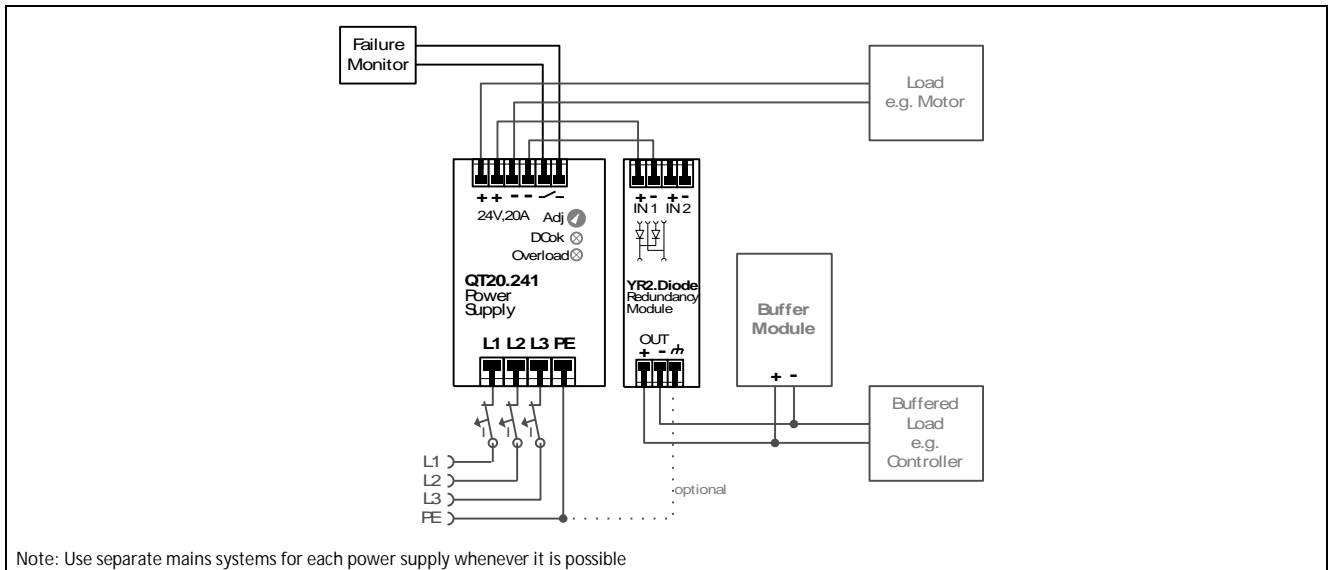 Failure
Monitor
Load
e.g. Motor
+ + - -
24V,20A
Adj
DCok
Overload
QT20.241
Power
Supply
L1 L2 L3 PE
+ - + -
IN 1 IN 2
YR2.Diode
Redundancy
Module
OUT
+ -
Buffer
Module
+ -
Buffered
Load
e.g.
Controller
I I I
L1
L2
L3
PE
optional
Note: Use separate mains systems for each power supply whenever it is possible